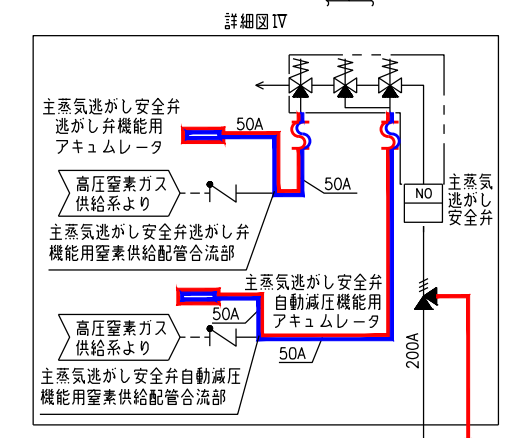 詳細図Ⅳ
主蒸気逃がし安全弁
逃がし弁機能用
アキュムレータ
50A
高圧窒素ガス
供給系より
50A
NO
主蒸気
逃がし
安全弁
主蒸気逃がし安全弁逃がし弁
機能用窒素供給配管合流部
主蒸気逃がし安全弁
自動減圧機能用
アキュムレータ
50A
高圧窒素ガス
供給系より
50A
200A
主蒸気逃がし安全弁自動減圧
機能用窒素供給配管合流部